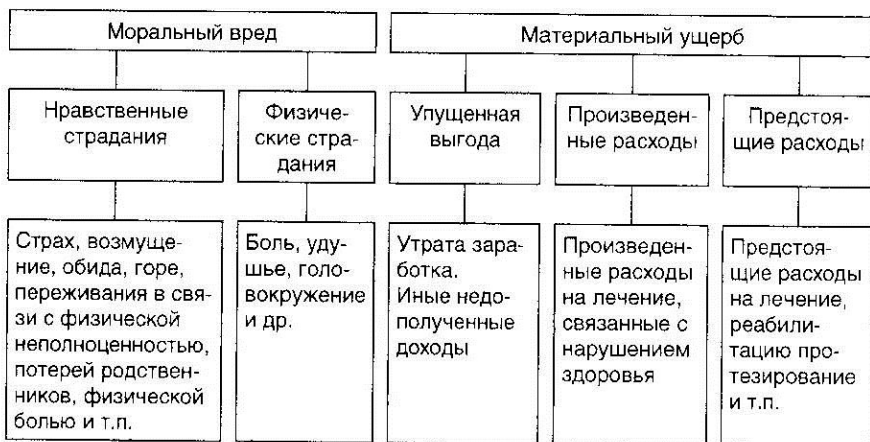 Моральный вред
Материальный ущерб
Нравственные
страдания
Физиче-
ские стра-
дания
Упущенная
выгода
Произведен-
ные расходы
Предстоя-
щие расходы
Страх, возмуще-
ние, обида, горе,
переживания в свя-
зи с физической
неполноценностью,
потерей родствен-
ников, физической
болью и т.п.
Боль, уду-
шье, голо-
вокружение
и др.
Утрата зара-
ботка.
Иные недо-
полученные
доходы
Произведен-
ные расходы
на лечение,
связанные с
нарушением
здоровья
Предстоя-
щие расходы
на лечение,
реабили-
тацию про-
тезирование
и т.п.